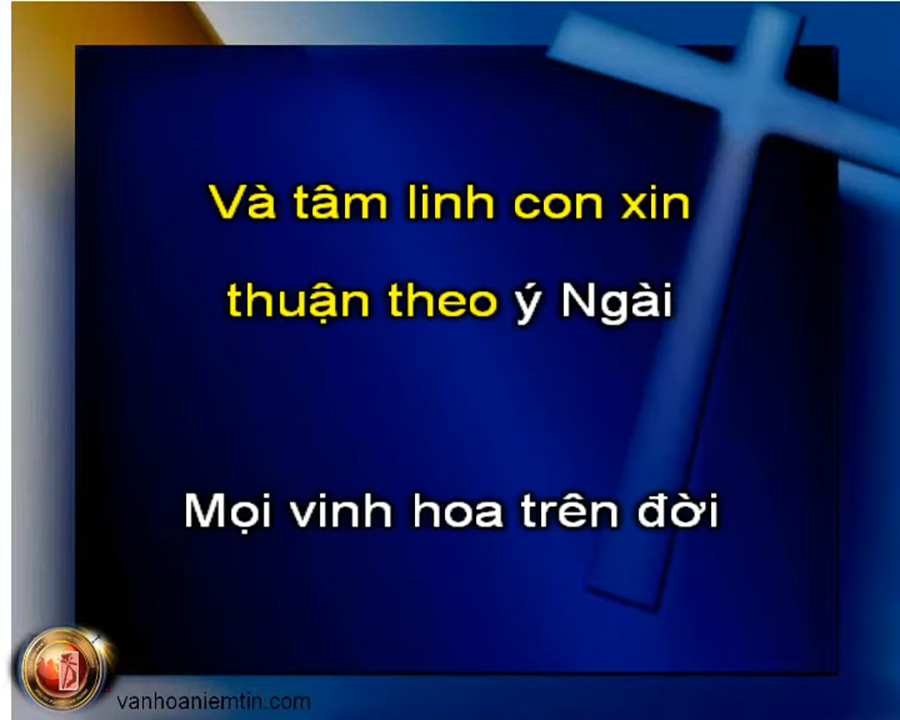 Và tâm linh con xin
thuận theo ý Ngài
Mọi vinh hoa trên đời
vanhoaniemtin.com